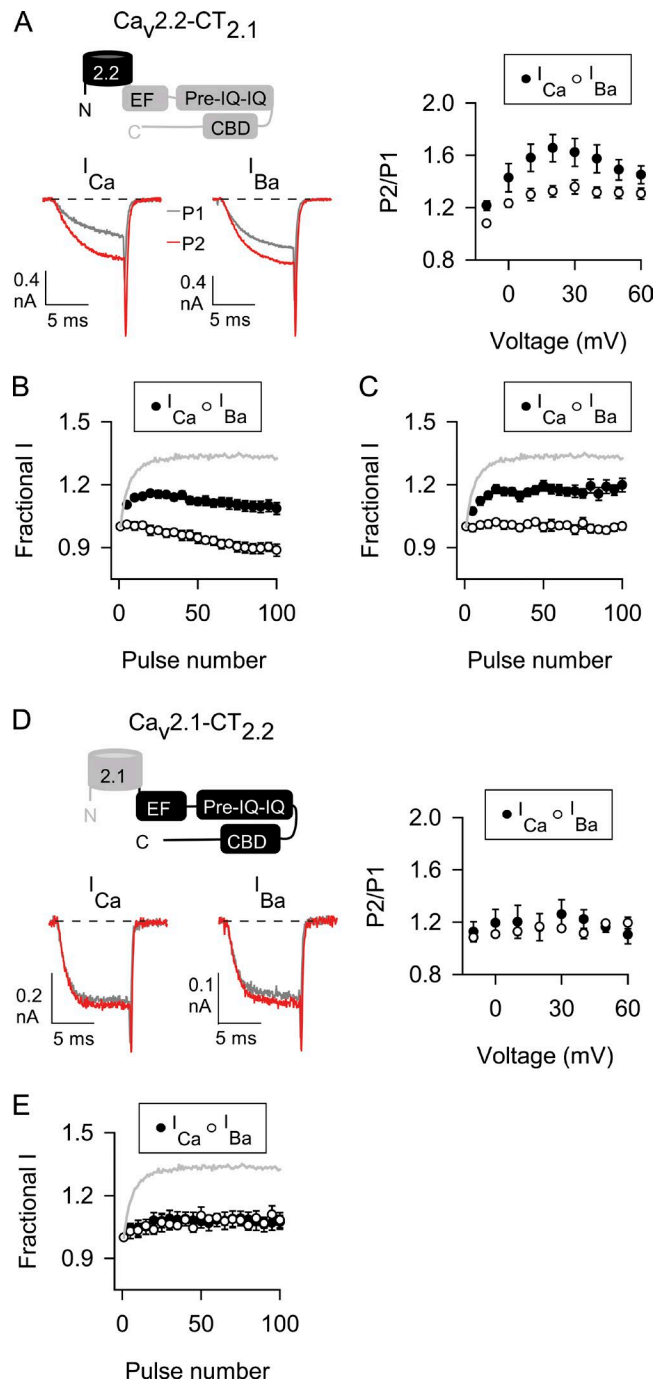 A
Cav2.2-CT2.1
2.2
N
EF
Pre-IQ-IQ
C
CBD
ICa
IBa
P1
P2
0.4
nA
5 ms
0.4
nA
5 ms
ICa IBa
2.0
1.6
1.2
0.8
P2/P1
0 30 60
Voltage (mV)
B
ICa IBa
1.5
1.2
0.9
Fractional I
0 50 100
Pulse number
C
ICa IBa
1.5
1.2
0.9
Fractional I
0 50 100
Pulse number
D
Cav2.1-CT2.2
2.1
N
EF
Pre-IQ-IQ
C
CBD
ICa
IBa
0.2
nA
5 ms
0.1
nA
5 ms
ICa IBa
2.0
1.6
1.2
0.8
P2/P1
0 30 60
Voltage (mV)
E
ICa IBa
1.5
1.2
0.9
Fractional I
0 50 100
Pulse number